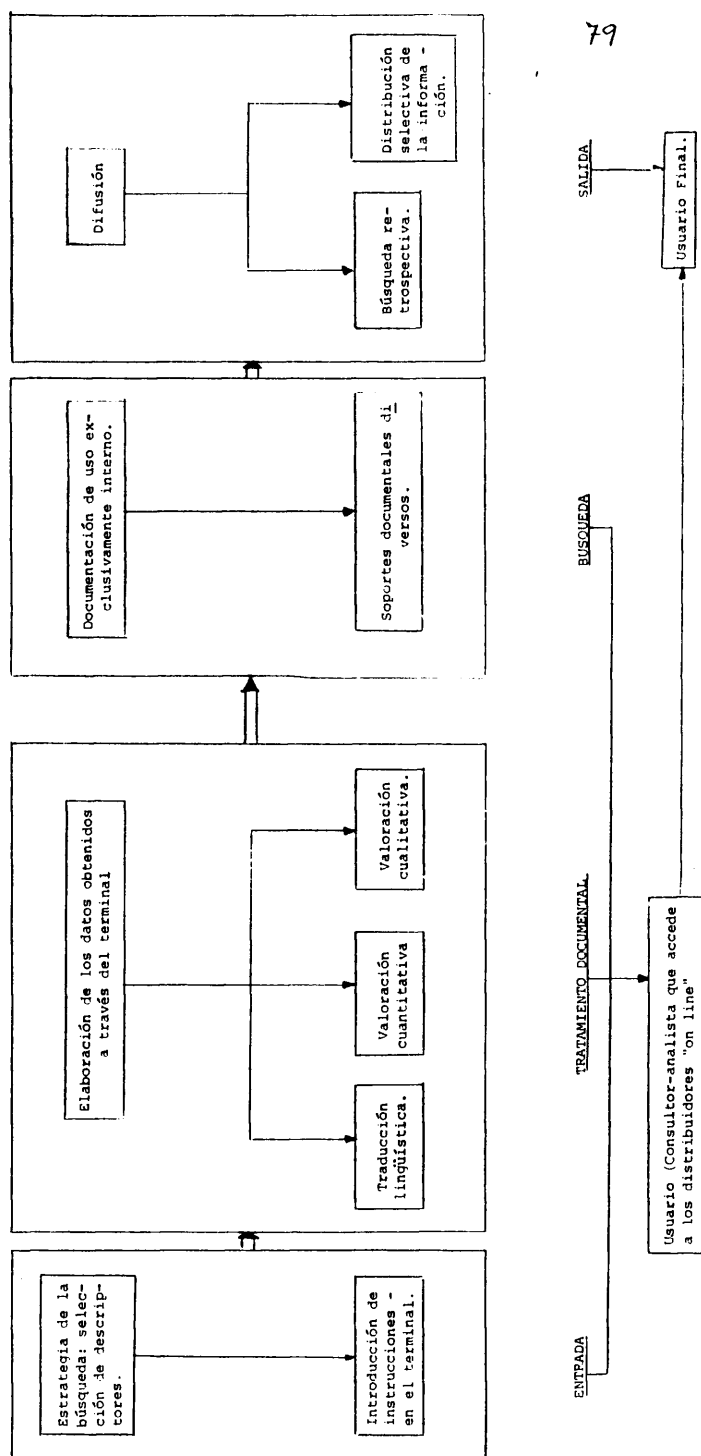 79
Estrategia de la
búsqueda: selec-
ción de descrip-
tores.
Introducción de
instrucciones -
en el terminal.
Elaboración de los datos obtenidos
a través del terminal
Traducción
lingüística.
Valoración
cuantitativa
Valoración
cualitativa.
Documentación de uso ex-
clusivamente interno.
Soportes documentales di
versos.
Difusión
Búsqueda re-
trospectiva.
Distribución
selectiva de
la informa -
ción.
ENTRADA
TRATAMIENTO DOCUMENTAL
BUSQUEDA
SALIDA
Usuario (Consultor-analista que accede
a los distribuidores "on line"
Usuario Final.